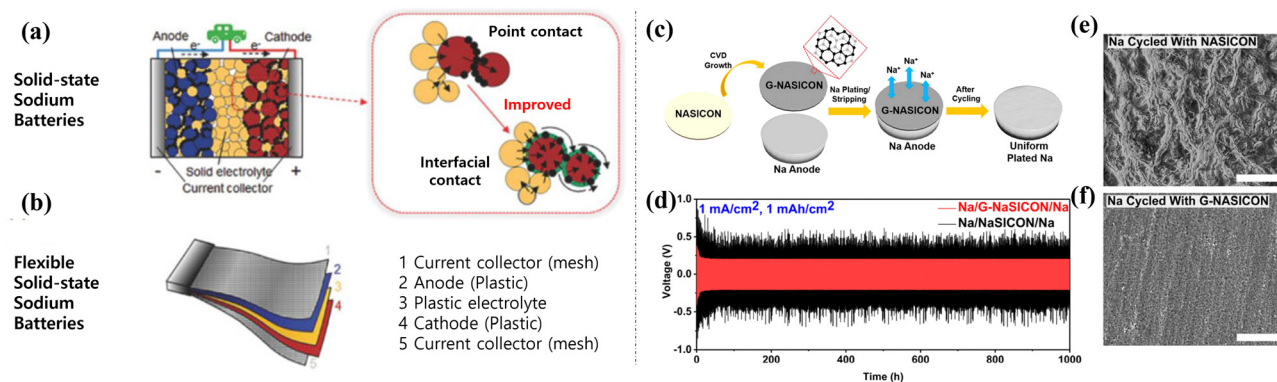 (a)
Solid-state
Sodium
Batteries
Anode
Cathode
e-
e-
-
Solid electrolyte
+
Current collector
Point contact
Improved
Interfacial
contact
(b)
Flexible
Solid-state
Sodium
Batteries
1
2
3
4
5
1 Current collector (mesh)
2 Anode (Plastic)
3 Plastic electrolyte
4 Cathode (Plastic)
5 Current collector (mesh)
(c)
CVD
Growth
NASICON
G-NASICON
Na Anode
Na Plating/
Stripping
Na⁺
Na⁺
Na⁺
G-NASICON
Na Anode
After
Cycling
Uniform
Plated Na
(d)
1 mA/cm², 1 mAh/cm²
Na/G-NaSICON/Na
Na/NaSICON/Na
Voltage (V)
1.0
0.5
0.0
-0.5
-1.0
200
400
600
800
1000
Time (h)
(e)
Na Cycled With NASICON
(f)
Na Cycled With G-NASICON